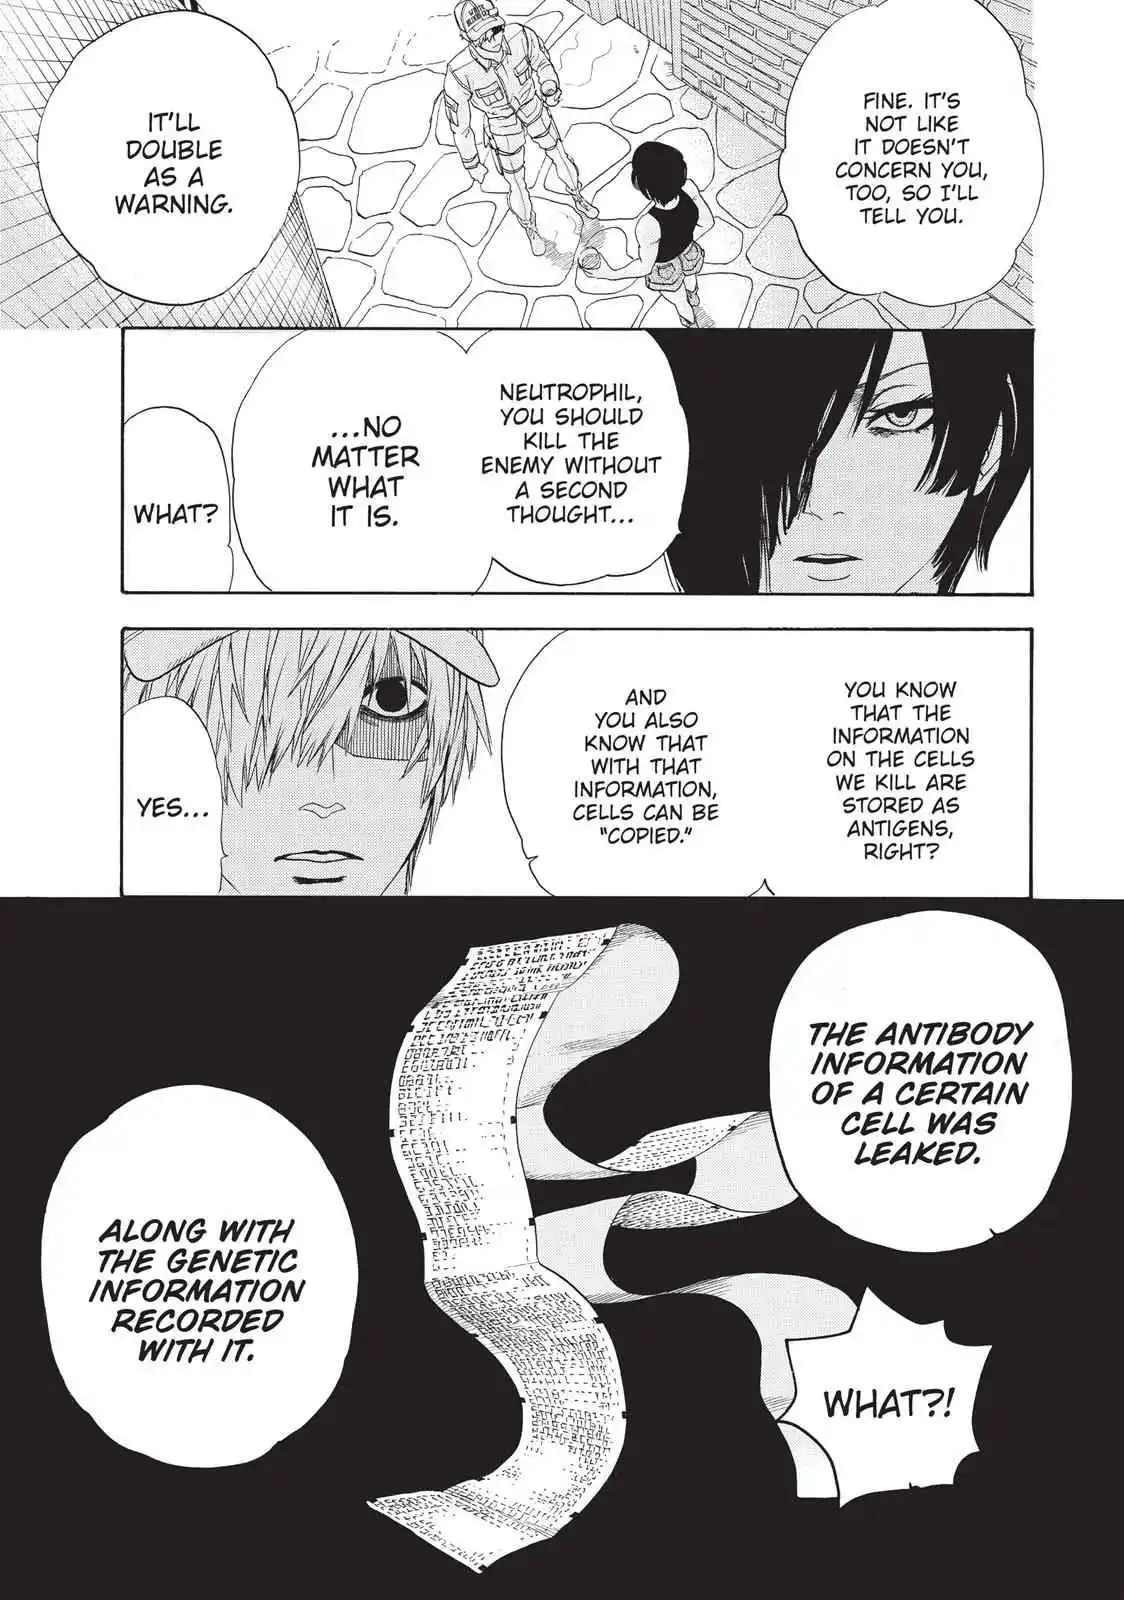 FINE. IT'S
NOT LIKE
IT DOESN'T
CONCERN YOU,
TOO, SO I'LL
TELL YOU.
IT'LL
DOUBLE
AS A
WARNING.
NEUTROPHIL,
YOU SHOULD
KILL THE
ENEMY WITHOUT
A SECOND
THOUGHT...
...NO
MATTER
WHAT
IT IS.
WHAT?
YOU KNOW
THAT THE
INFORMATION
ON THE CELLS
WE KILL ARE
STORED AS
ANTIGENS,
RIGHT?
AND
YOU ALSO
KNOW THAT
WITH THAT
INFORMATION,
CELLS CAN BE
"COPIED."
YES...
THE ANTIBODY
INFORMATION
OF A CERTAIN
CELL WAS
LEAKED.
ALONG WITH
THE GENETIC
INFORMATION
RECORDED
WITH IT.
WHAT?!